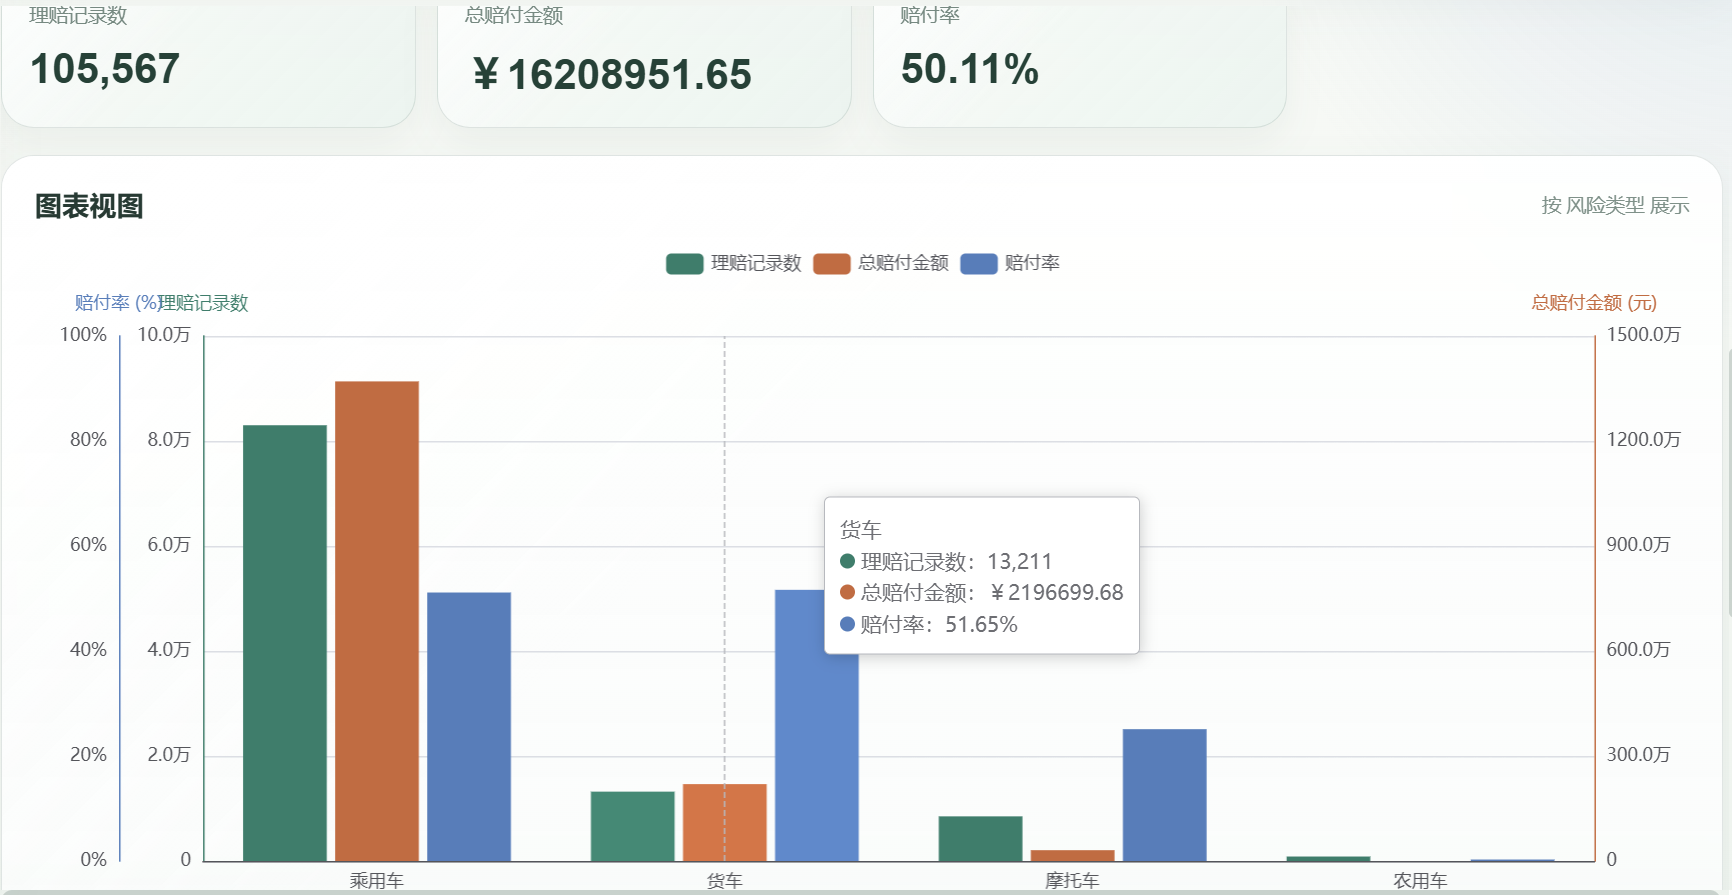 理赔记录数
总赔付金额
赔付率
105,567
￥16208951.65
50.11%
图表视图
按 风险类型 展示
理赔记录数
总赔付金额
赔付率
赔付率 (%)
理赔记录数
总赔付金额 (元)
100%
10.0万
1500.0万
80%
8.0万
1200.0万
60%
6.0万
900.0万
40%
4.0万
600.0万
20%
2.0万
300.0万
0%
0
0
货车
理赔记录数： 13,211
总赔付金额： ￥2196699.68
赔付率： 51.65%
乘用车
货车
摩托车
农用车